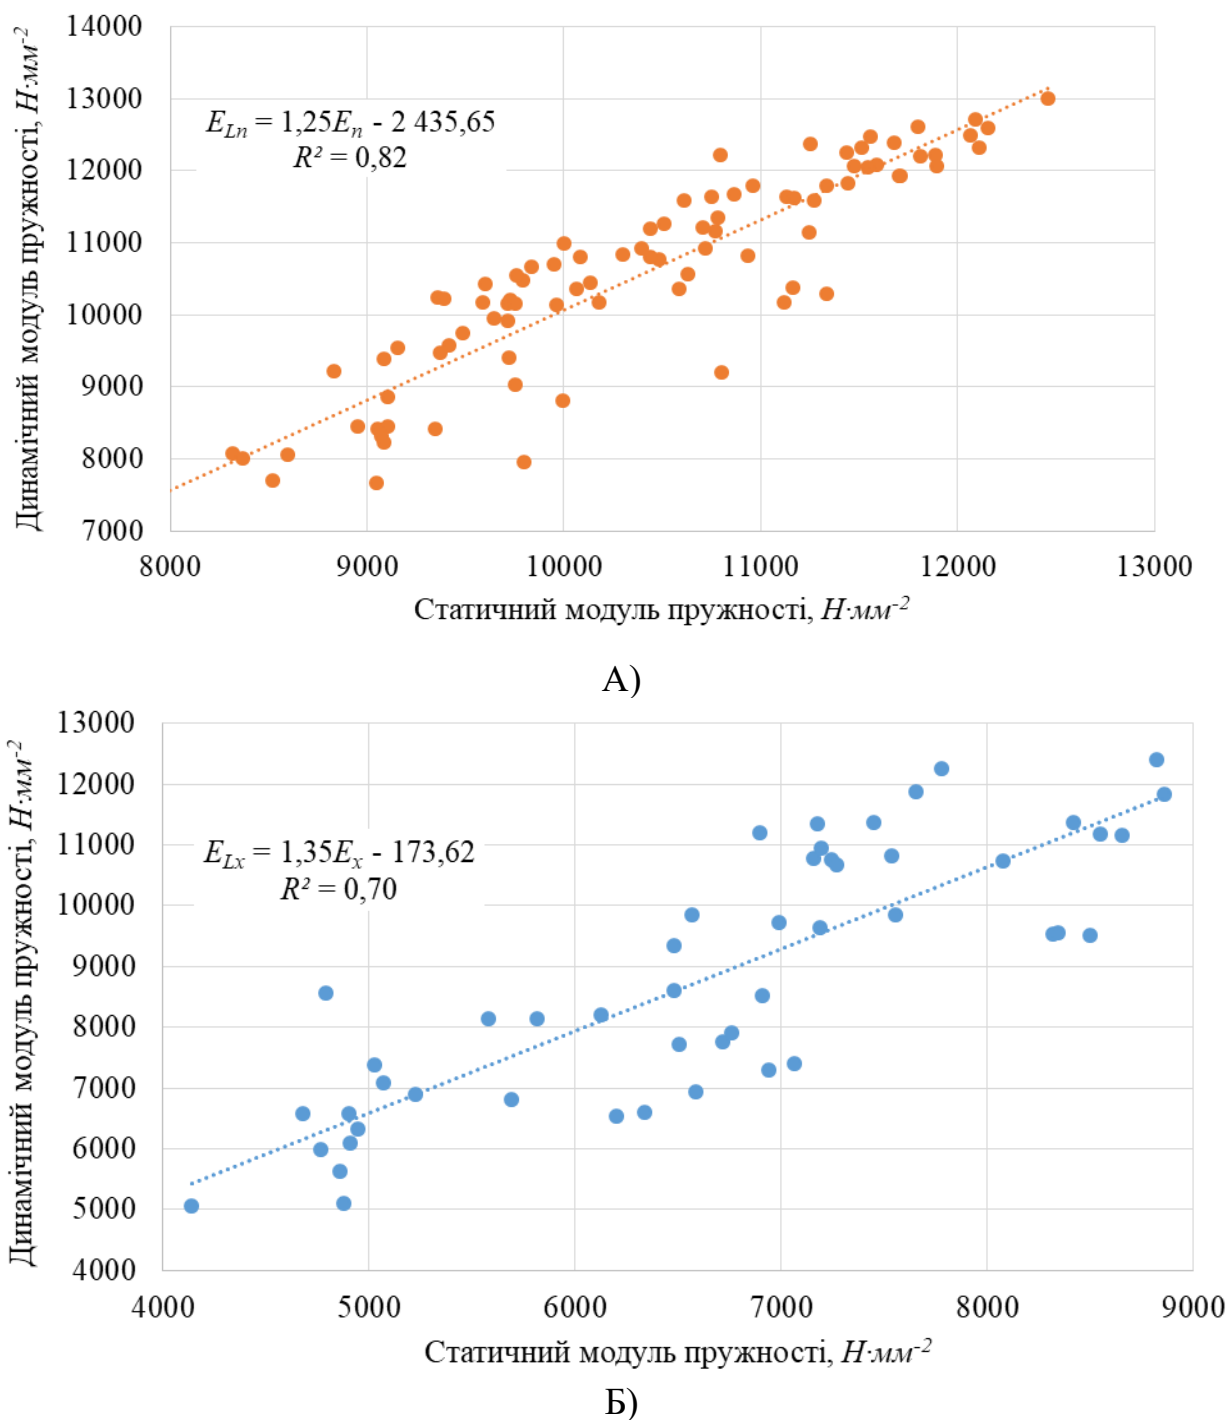 Динамічний модуль пружності, Н·мм⁻²
14000
13000
12000
11000
10000
9000
8000
7000
E_Ln = 1,25E_n - 2 435,65
R² = 0,82
8000 9000 10000 11000 12000 13000
Статичний модуль пружності, Н·мм⁻²
А)
Динамічний модуль пружності, Н·мм⁻²
13000
12000
11000
10000
9000
8000
7000
6000
5000
4000
E_Lx = 1,35E_x - 173,62
R² = 0,70
4000 5000 6000 7000 8000 9000
Статичний модуль пружності, Н·мм⁻²
Б)